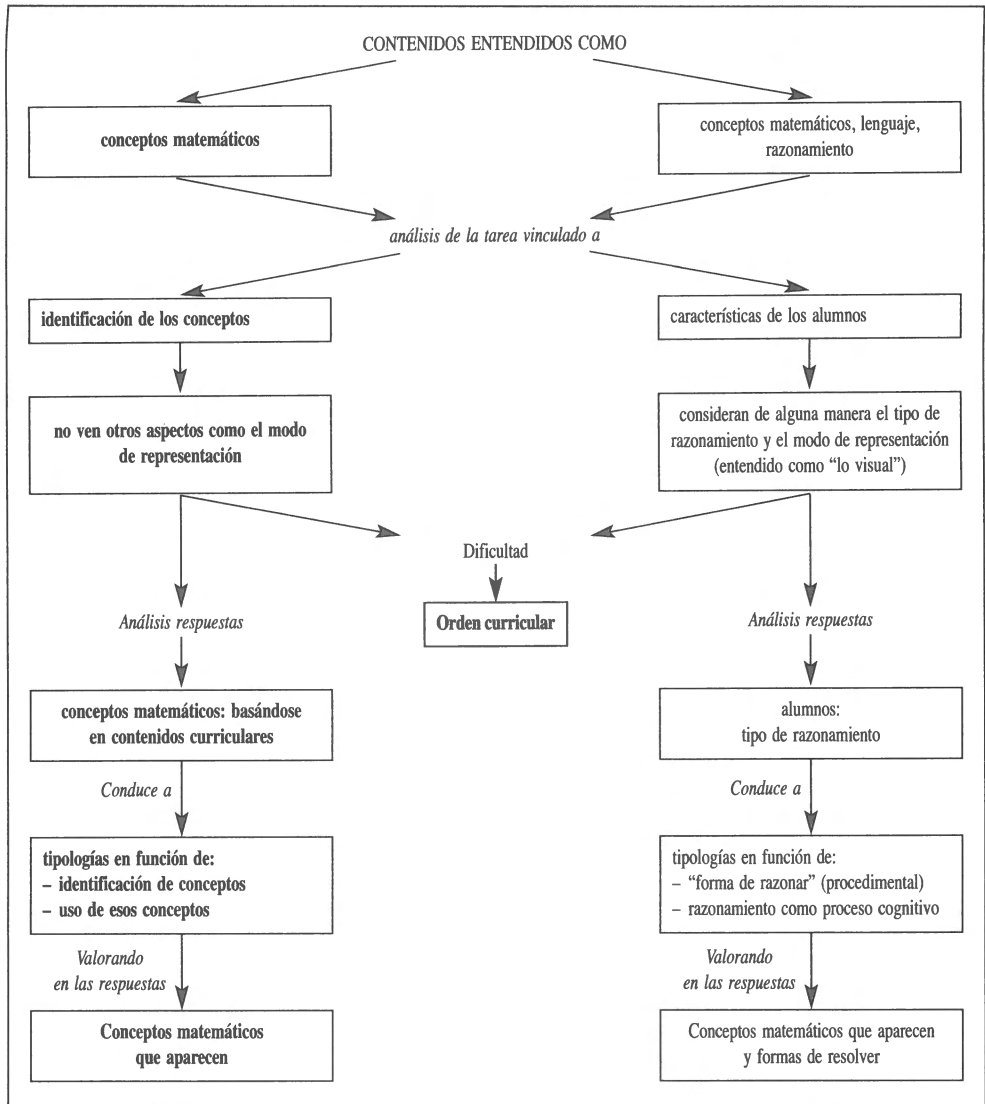 CONTENIDOS ENTENDIDOS COMO
conceptos matemáticos
conceptos matemáticos, lenguaje,
razonamiento
análisis de la tarea vinculado a
identificación de los conceptos
características de los alumnos
no ven otros aspectos como el modo
de representación
consideran de alguna manera el tipo de
razonamiento y el modo de representación
(entendido como “lo visual”)
Dificultad
Orden curricular
Análisis respuestas
Análisis respuestas
conceptos matemáticos: basándose
en contenidos curriculares
alumnos:
tipo de razonamiento
Conduce a
Conduce a
tipologías en función de:
– identificación de conceptos
– uso de esos conceptos
tipologías en función de:
– “forma de razonar” (procedimental)
– razonamiento como proceso cognitivo
Valorando
en las respuestas
Valorando
en las respuestas
Conceptos matemáticos
que aparecen
Conceptos matemáticos que aparecen
y formas de resolver